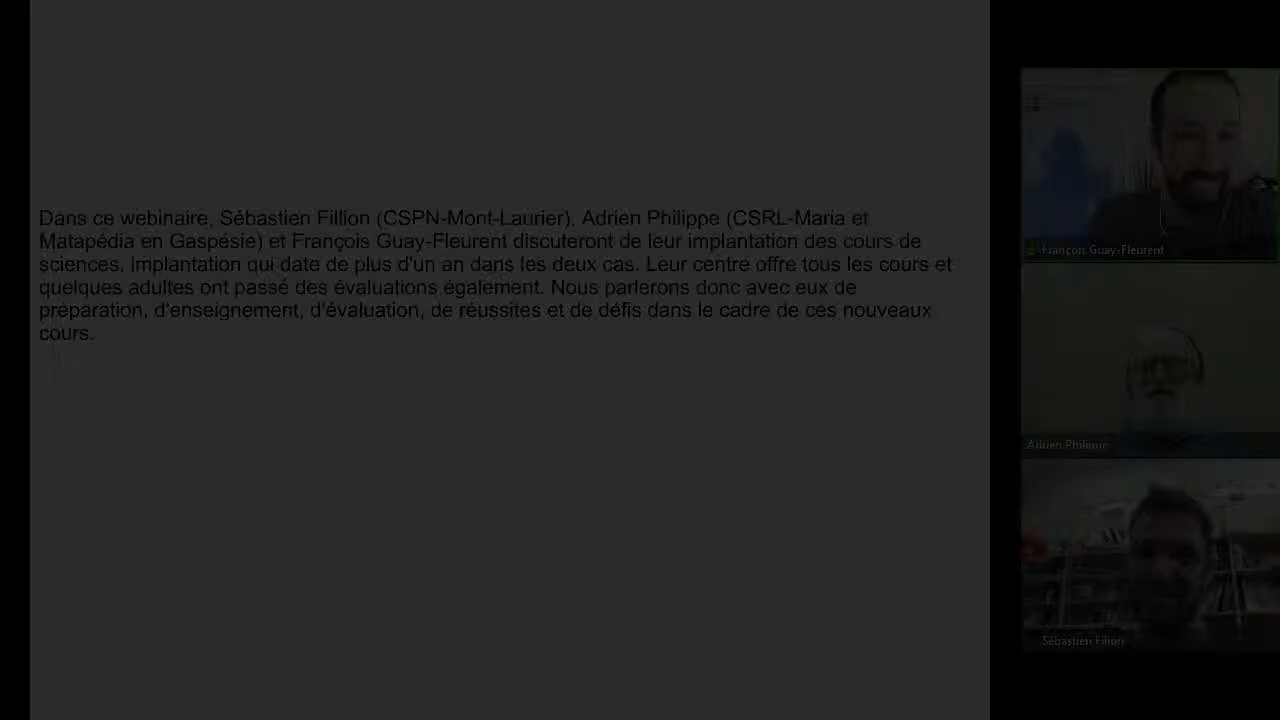 Dans ce webinaire, Sébastien Fillion (CSPN-Mont-Laurier), Adrien Philippe (CSRL-Maria et
Matapédia en Gaspésie) et François Guay-Fleurent discuteront de leur implantation des cours de
sciences, implantation qui date de plus d'un an dans les deux cas. Leur centre offre tous les cours et
quelques adultes ont passé des évaluations également. Nous parlerons donc avec eux de
préparation, d'enseignement, d'évaluation, de réussites et de défis dans le cadre de ces nouveaux
cours.
François Guay-Fleurent
Adrien Philippe
Sébastien Filion